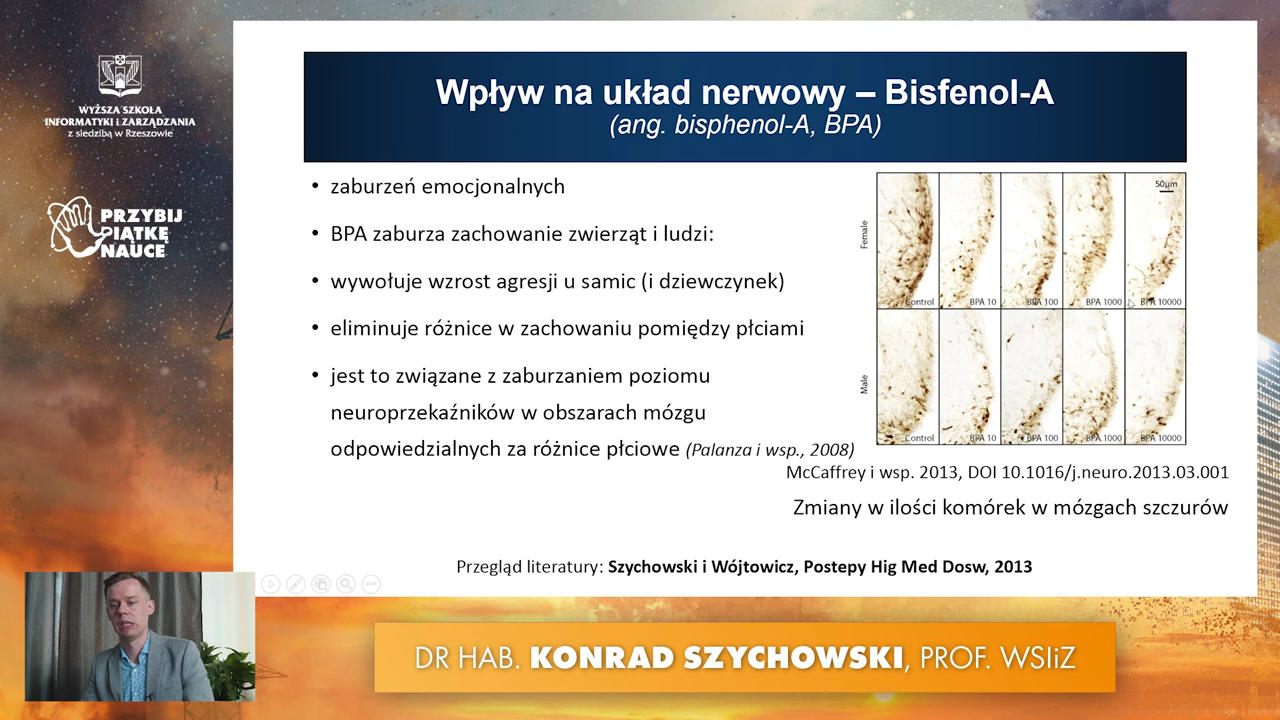 WYŻSZA SZKOŁA
INFORMATYKI i ZARZĄDZANIA
z siedzibą w Rzeszowie
PRZYBIJ
PIĄTKĘ
NAUCE
Wpływ na układ nerwowy – Bisfenol-A
(ang. bisphenol-A, BPA)
• zaburzeń emocjonalnych
• BPA zaburza zachowanie zwierząt i ludzi:
• wywołuje wzrost agresji u samic (i dziewczynek)
• eliminuje różnice w zachowaniu pomiędzy płciami
• jest to związane z zaburzaniem poziomu
neuroprzekaźników w obszarach mózgu
odpowiedzialnych za różnice płciowe (Palanza i wsp., 2008)
50µm
Female
Control BPA 10 BPA 100 BPA 1000 BPA 10000
Male
Control BPA 10 BPA 100 BPA 1000 BPA 10000
McCaffrey i wsp. 2013, DOI 10.1016/j.neuro.2013.03.001
Zmiany w ilości komórek w mózgach szczurów
Przegląd literatury: Szychowski i Wójtowicz, Postepy Hig Med Dosw, 2013
DR HAB. KONRAD SZYCHOWSKI, PROF. WSIiZ